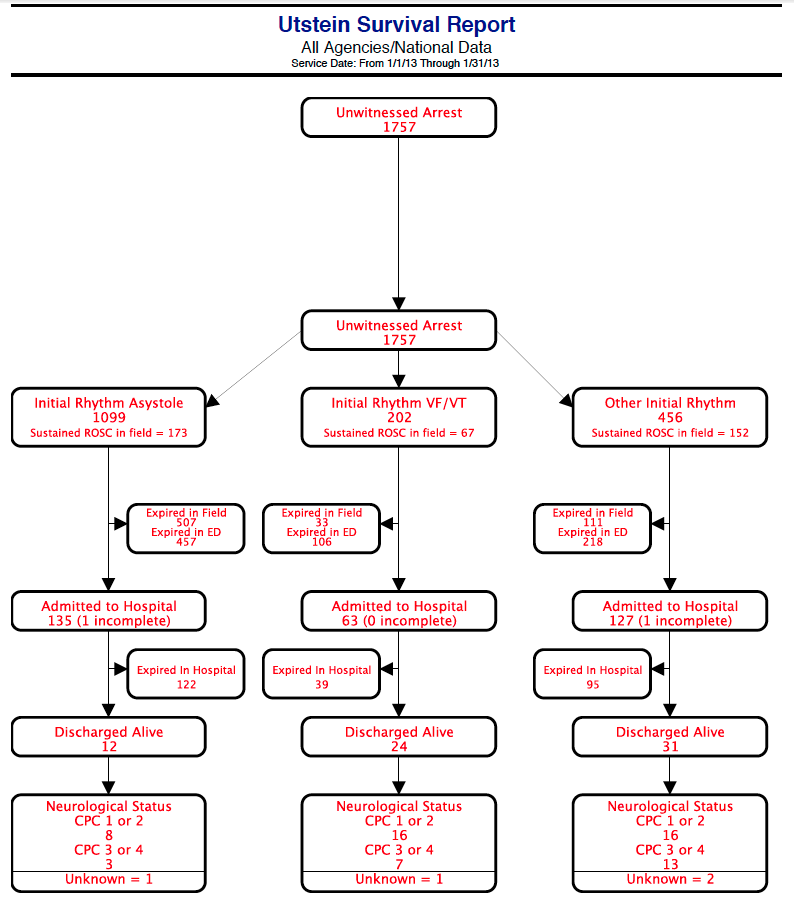 Utstein Survival Report
All Agencies/National Data
Service Date: From 1/1/13 Through 1/31/13
Unwitnessed Arrest
1757
Unwitnessed Arrest
1757
Initial Rhythm Asystole
1099
Sustained ROSC in field = 173
Initial Rhythm VF/VT
202
Sustained ROSC in field = 67
Other Initial Rhythm
456
Sustained ROSC in field = 152
Expired in Field
507
Expired in ED
457
Expired in Field
33
Expired in ED
106
Expired in Field
111
Expired in ED
218
Admitted to Hospital
135 (1 incomplete)
Admitted to Hospital
63 (0 incomplete)
Admitted to Hospital
127 (1 incomplete)
Expired In Hospital
122
Expired In Hospital
39
Expired In Hospital
95
Discharged Alive
12
Discharged Alive
24
Discharged Alive
31
Neurological Status
CPC 1 or 2
8
CPC 3 or 4
3
Unknown = 1
Neurological Status
CPC 1 or 2
16
CPC 3 or 4
7
Unknown = 1
Neurological Status
CPC 1 or 2
16
CPC 3 or 4
13
Unknown = 2